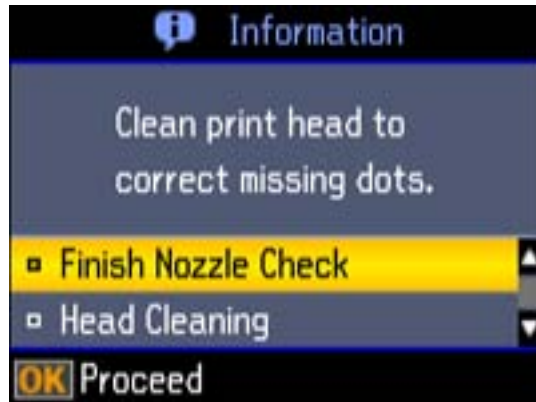 Information
Clean print head to
correct missing dots.
Finish Nozzle Check
Head Cleaning
OK Proceed